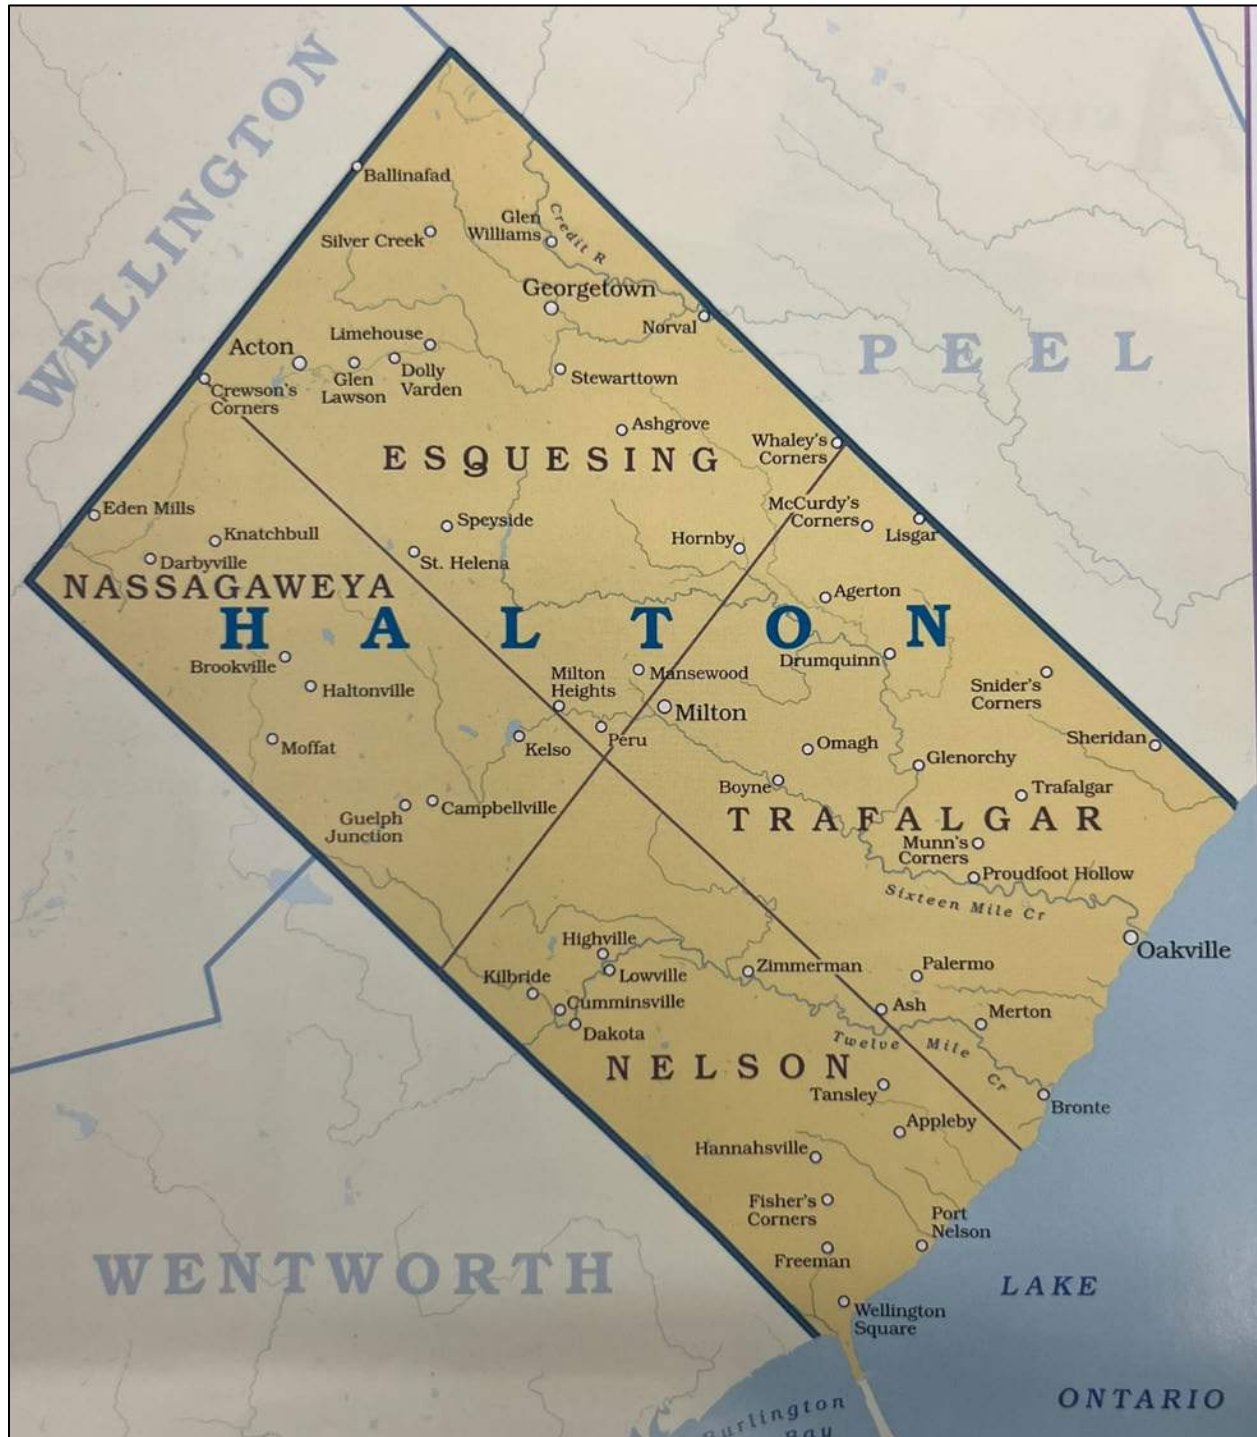 WELLINGTON
Ballinafad
Silver Creek
Glen
Williams
Credit R
Georgetown
Norval
PEEL
Limehouse
Acton
Glen
Lawson
Dolly
Varden
Stewarttown
Crewson's
Corners
Ashgrove
ESQUESING
Whaley's
Corners
McCurdy's
Corners
Lisgar
Eden Mills
Knatchbull
Darbyville
Speyside
St. Helena
Hornby
NASSAGAWEYA
Agerton
HALTON
Brookville
Haltonville
Milton
Heights
Mansewood
Drumquinn
Snider's
Corners
Moffat
Kelso
Peru
Milton
Omagh
Sheridan
Glenorchy
Boyne
Trafalgar
Guelph
Junction
Campbellville
TRAFALGAR
Munn's
Corners
Proudfoot Hollow
Sixteen Mile Cr
Oakville
Highville
Lowville
Kilbride
Cumminsville
Dakota
Zimmerman
Palermo
Ash
Merton
Twelve Mile Cr
NELSON
Tansley
Bronte
Appleby
Hannahsville
Fisher's
Corners
Port
Nelson
Freeman
WENTWORTH
Wellington
Square
LAKE
ONTARIO
Burlington
Bay